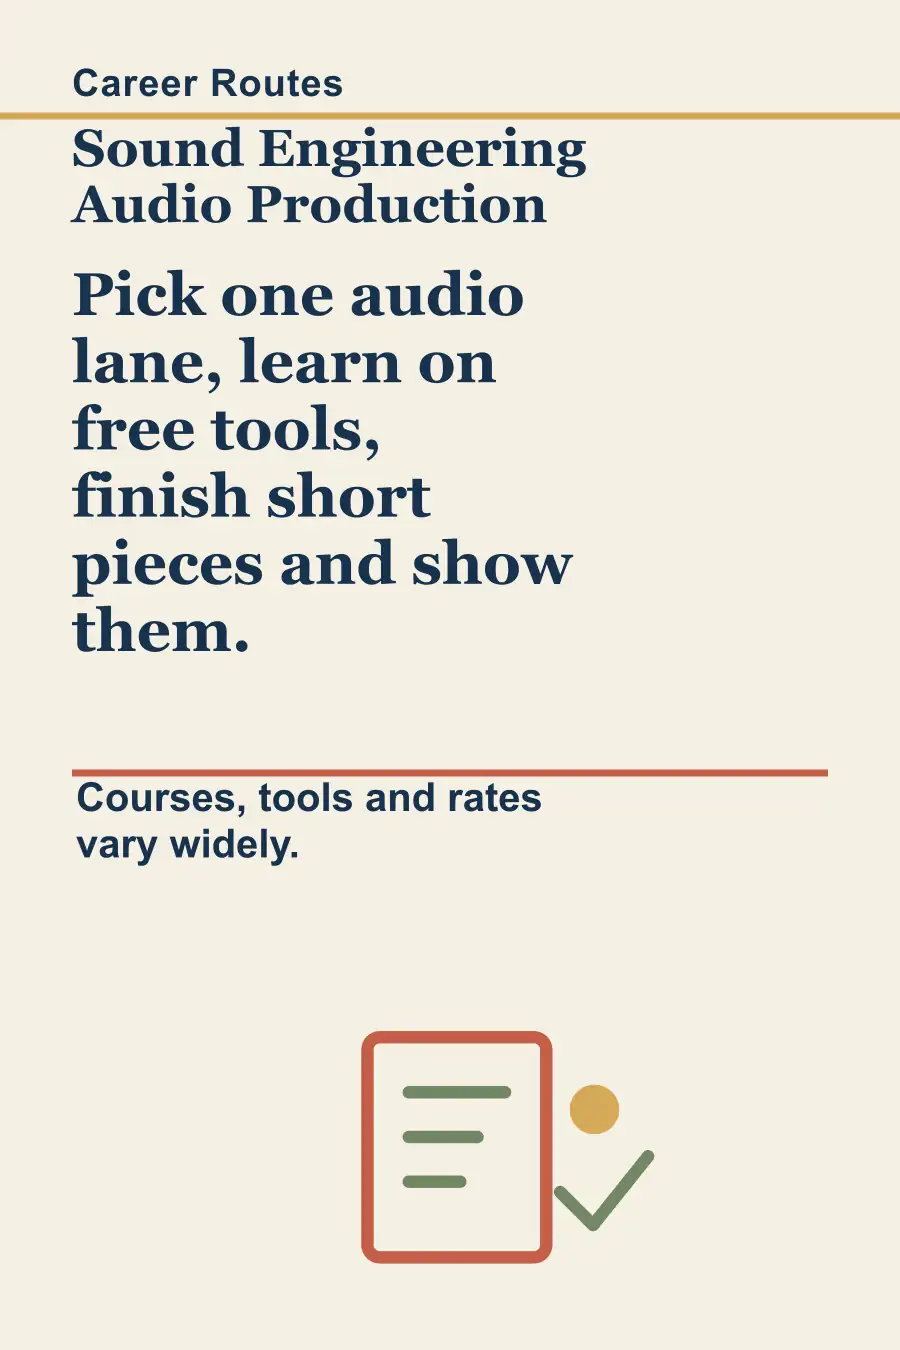 Career Routes
Sound Engineering
Audio Production
Pick one audio
lane, learn on
free tools,
finish short
pieces and show
them.
Courses, tools and rates
vary widely.